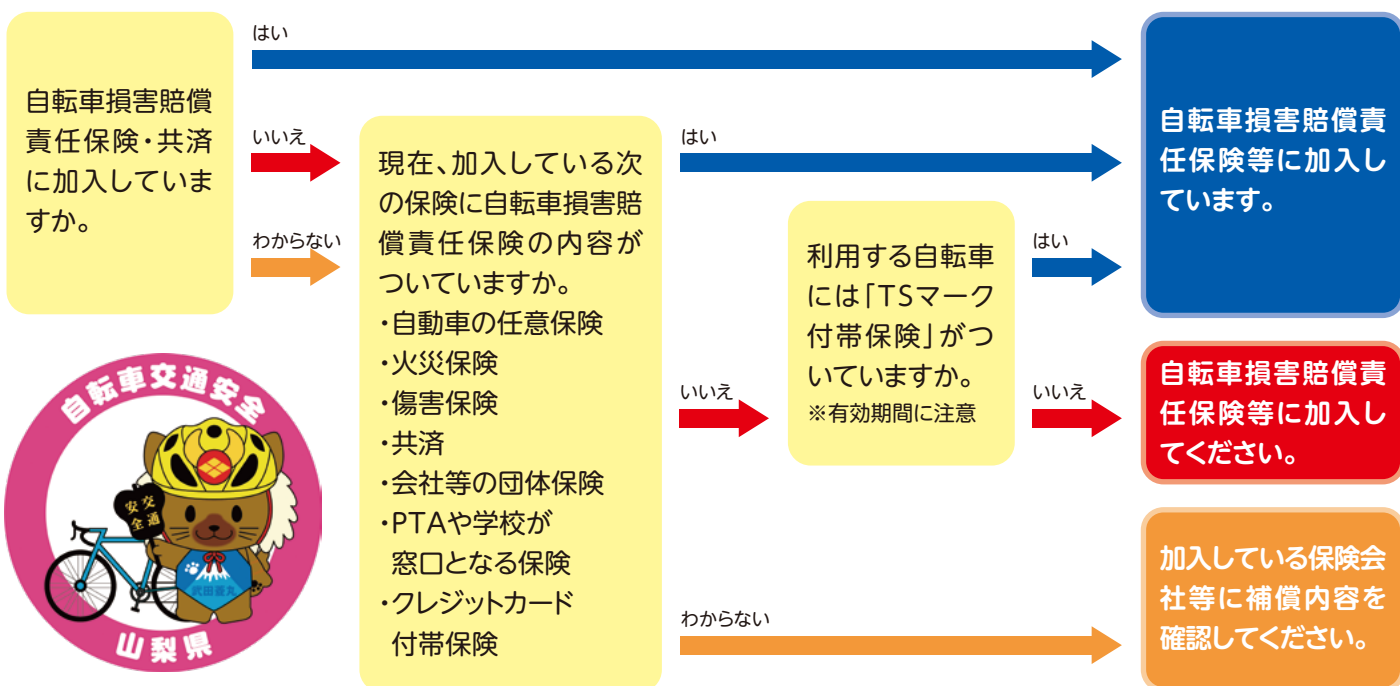 はい
自転車損害賠償
責任保険・共済
に加入していま
すか。
いいえ
わからない
現在、加入している次
の保険に自転車損害賠
償責任保険の内容が
ついていますか。
・自動車の任意保険
・火災保険
・傷害保険
・共済
・会社等の団体保険
・PTAや学校が
窓口となる保険
・クレジットカード
付帯保険
はい
いいえ
わからない
利用する自転車
には「TSマーク
付帯保険」がつ
いていますか。
※有効期間に注意
はい
いいえ
自転車損害賠償責
任保険等に加入し
ています。
自転車損害賠償責
任保険等に加入し
てください。
加入している保険会
社等に補償内容を
確認してください。
自転車交通安全
交通
安全
武田菱丸
山梨県